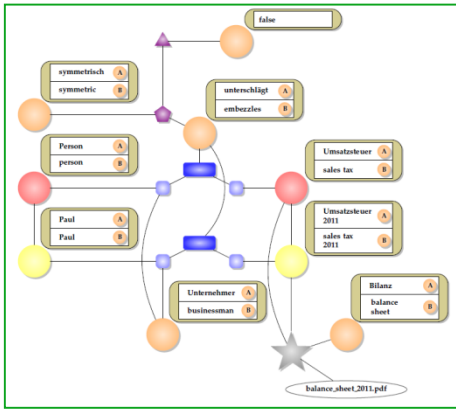 false
symmetrisch A
symmetric B
unterschlägt A
embezzles B
Person A
person B
Umsatzsteuer A
sales tax B
Paul A
Paul B
Umsatzsteuer
2011 A
sales tax
2011 B
Unternehmer A
businessman B
Bilanz A
balance
sheet B
balance_sheet_2011.pdf